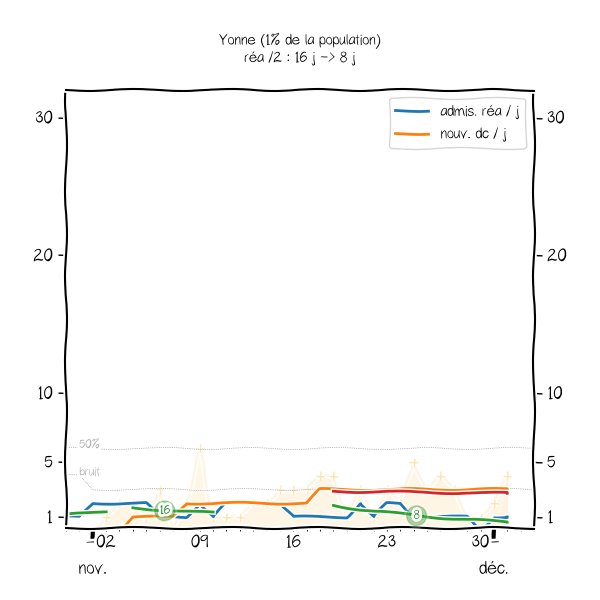 Yonne (1% de la population)
réa /2 : 16 j -> 8 j
admis. réa / j
nouv. dc / j
30
30
20
20
10
10
50%
5
5
bruit
16
8
1
1
02
09
16
23
30
nov.
déc.